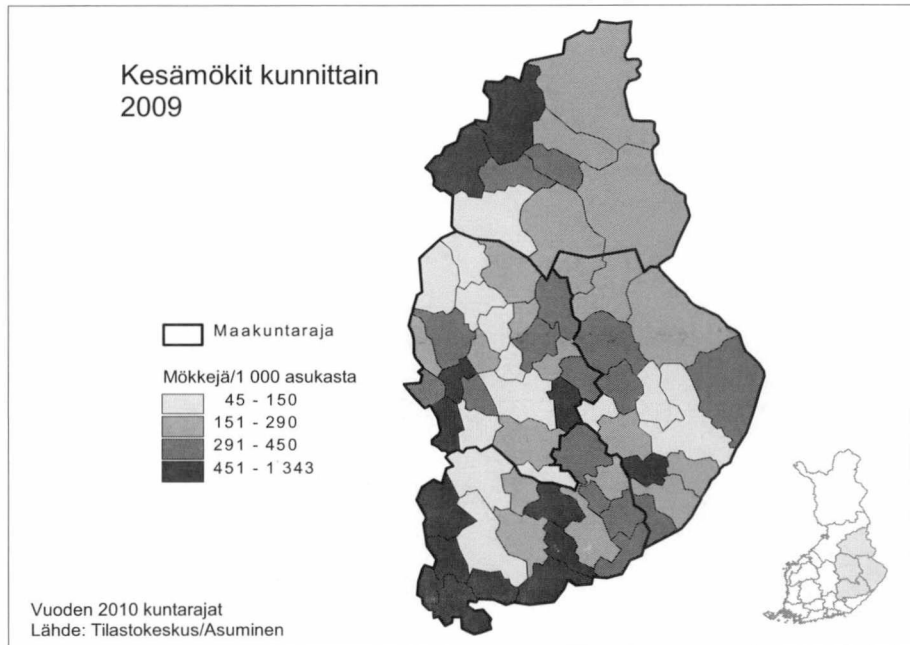 Kesämökit kunnittain
2009
Maakuntaraja
Mökkejä/1 000 asukasta
45 - 150
151 - 290
291 - 450
451 - 1 343
Vuoden 2010 kuntarajat
Lähde: Tilastokeskus/Asuminen